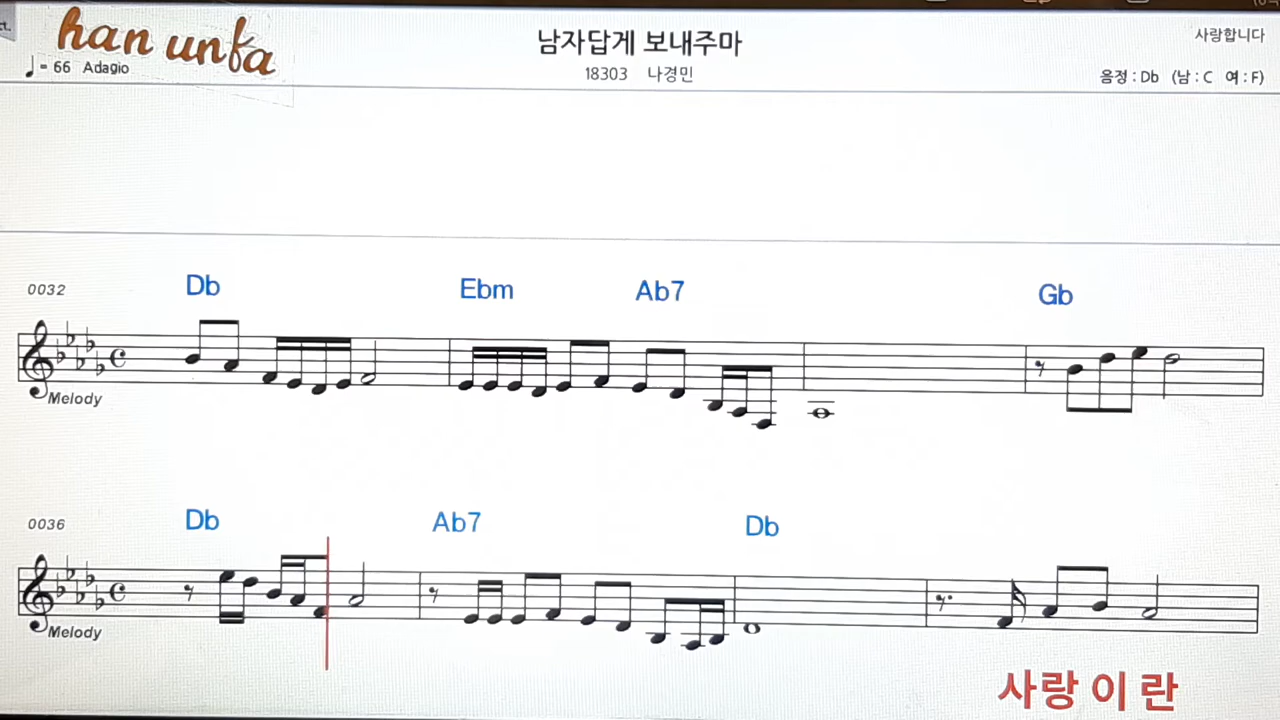 han unfa
남자답게 보내주마
사랑합니다
= 66 Adagio
18303 나경민
음정 : Db (남 : C 여 : F)
0032 Db Ebm Ab7 Gb
Melody
0036 Db Ab7 Db
Melody
사랑 이 란